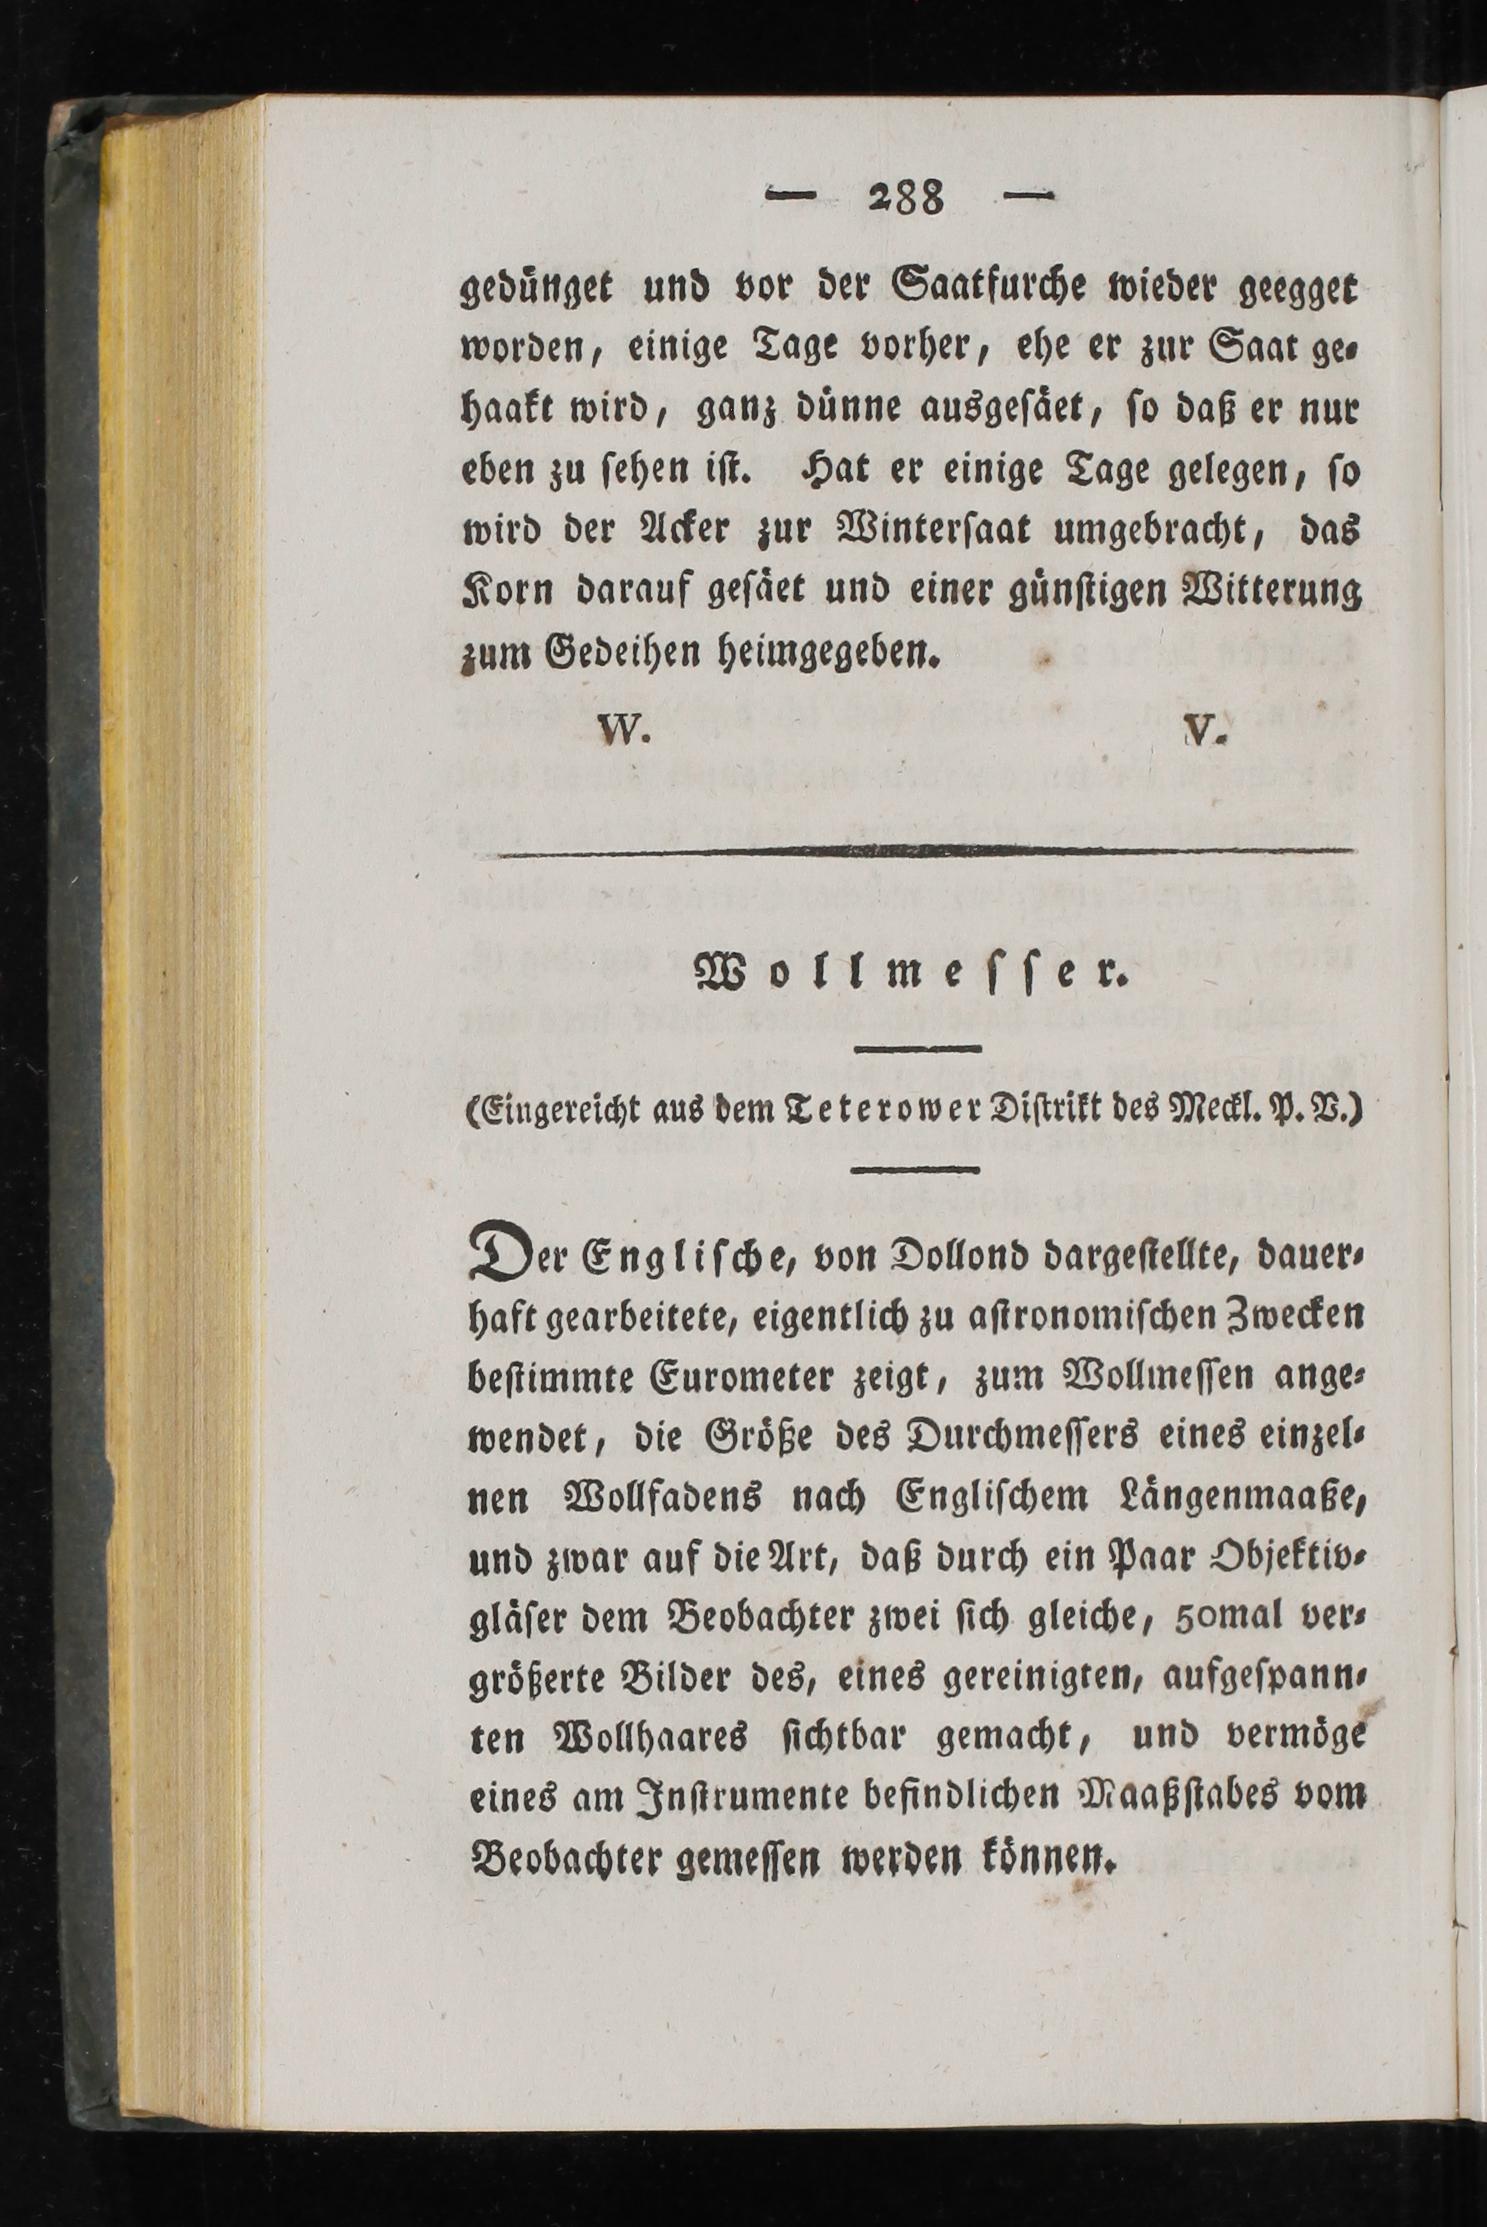 — 288 —
gedünget und vor der Saatfurche wieder geegget
worden, einige Tage vorher, ehe er zur Saat ge-
haakt wird, ganz dünne ausgesäet, so daß er nur
eben zu sehen ist. Hat er einige Tage gelegen, so
wird der Acker zur Wintersaat umgebracht, das
Korn darauf gesäet und einer günstigen Witterung
zum Gedeihen heimgegeben.
W. V.
Wollmesser.
(Eingereicht aus dem Teterower Distrikt des Meckl. P. V.)
Der Englische, von Dollond dargestellte, dauer-
haft gearbeitete, eigentlich zu astronomischen Zwecken
bestimmte Eurometer zeigt, zum Wollmessen ange-
wendet, die Größe des Durchmessers eines einzel-
nen Wollfadens nach Englischem Längenmaaße,
und zwar auf die Art, daß durch ein Paar Objektiv-
gläser dem Beobachter zwei sich gleiche, 50mal ver-
größerte Bilder des, eines gereinigten, aufgespann-
ten Wollhaares sichtbar gemacht, und vermöge
eines am Instrumente befindlichen Maaßstabes vom
Beobachter gemessen werden können.